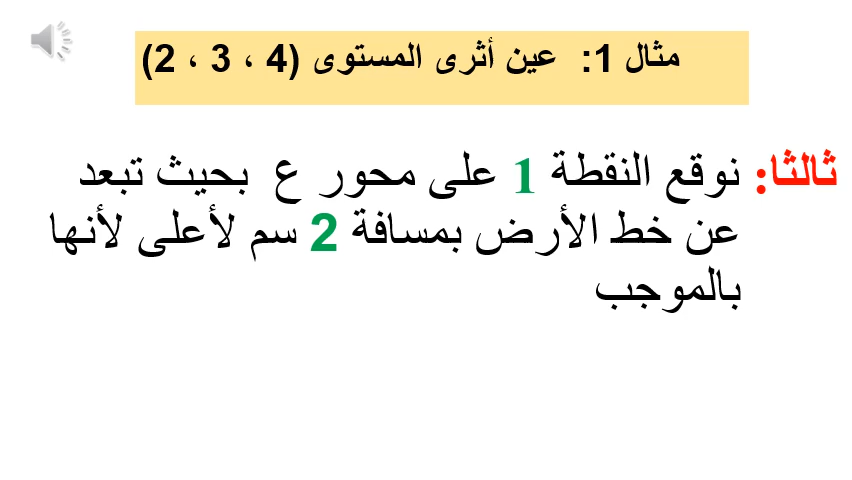 مثال 1:  عين أثرى المستوى (4 ، 3 ، 2)
ثالثا: نوقع النقطة 1 على محور ع  بحيث تبعد
عن خط الأرض بمسافة 2 سم لأعلى لأنها
بالموجب